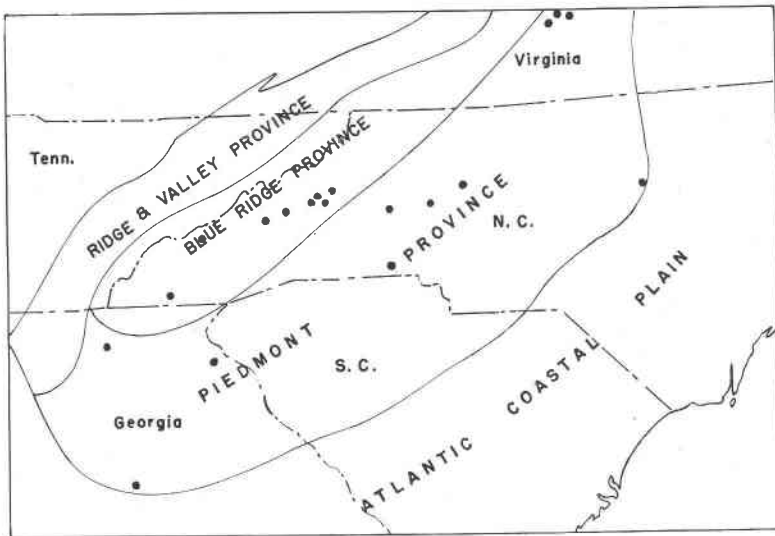 Virginia
Tenn.
RIDGE & VALLEY PROVINCE
BLUE RIDGE PROVINCE
PIEDMONT PROVINCE
N. C.
S. C.
Georgia
ATLANTIC COASTAL PLAIN